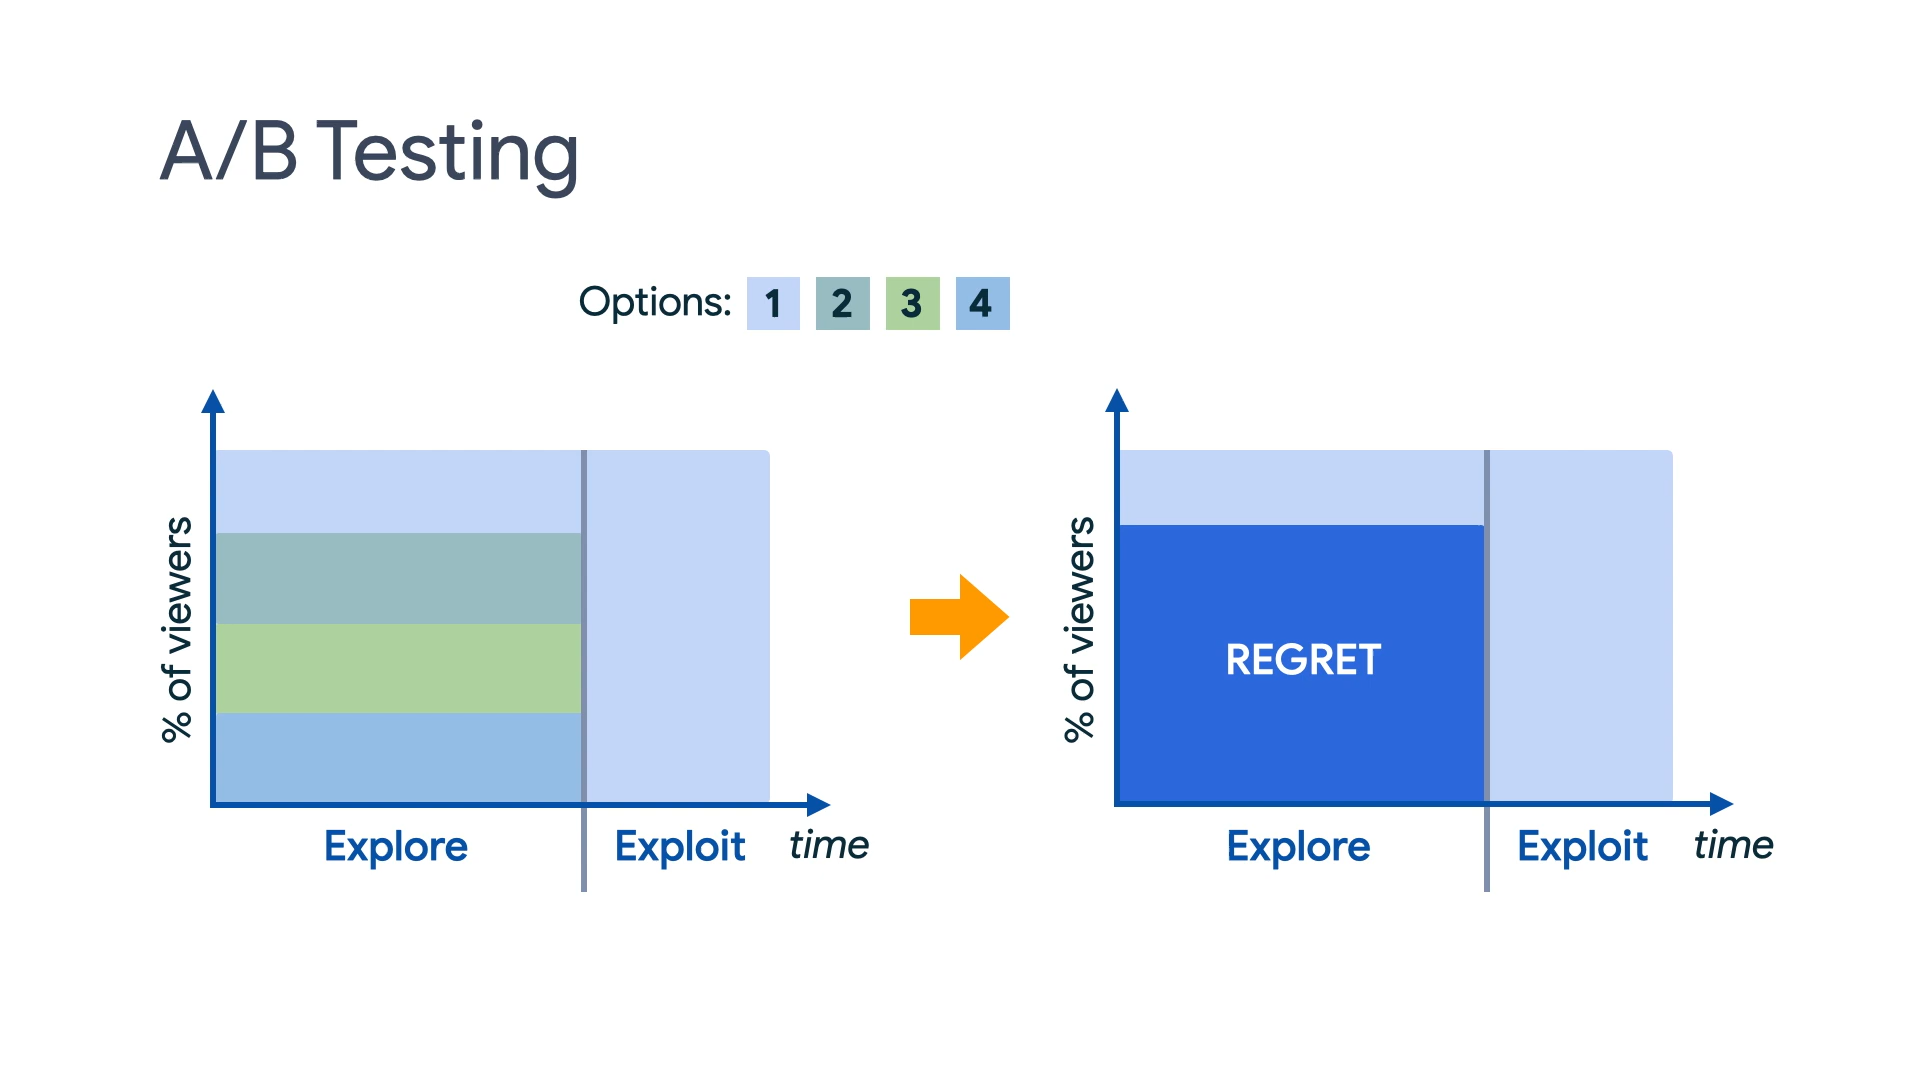 A/B Testing
Options: 1 2 3 4
% of viewers
Explore
Exploit
time
% of viewers
REGRET
Explore
Exploit
time